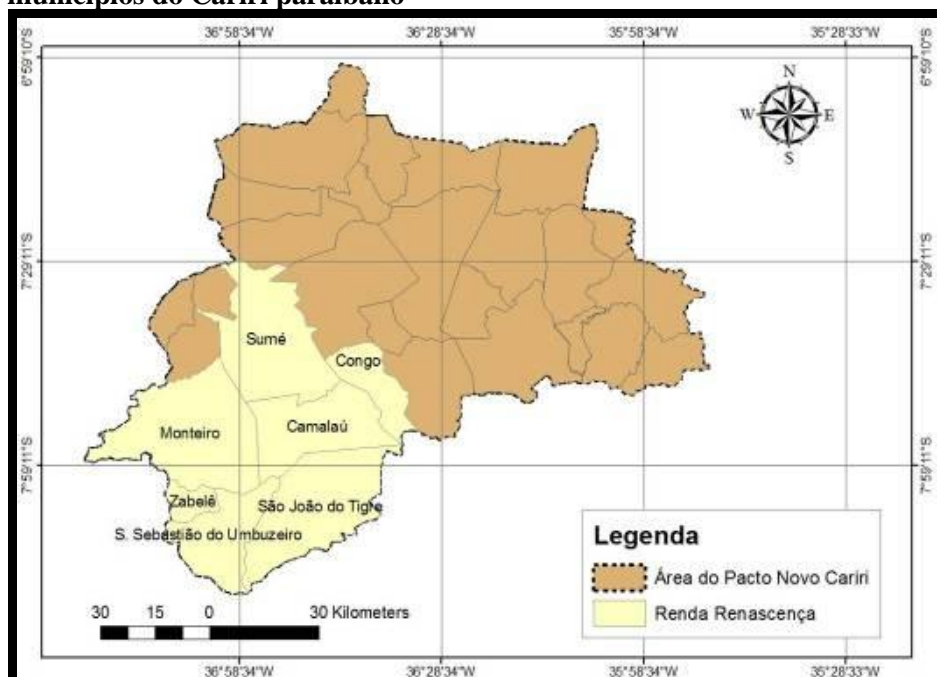 municípios do Cariri paraibano
36°58'34"W 36°28'34"W 35°58'34"W 35°28'33"W
6°59'10"S 6°59'10"S
N
W E
S
7°29'11"S 7°29'11"S
Sumé
Congo
Monteiro
Camalaú
7°59'11"S 7°59'11"S
Zabelê
São João do Tigre
S. Sebastião do Umbuzeiro
Legenda
Área do Pacto Novo Cariri
Renda Renascença
30 15 0 30 Kilometers
36°58'34"W 36°28'34"W 35°58'34"W 35°28'33"W